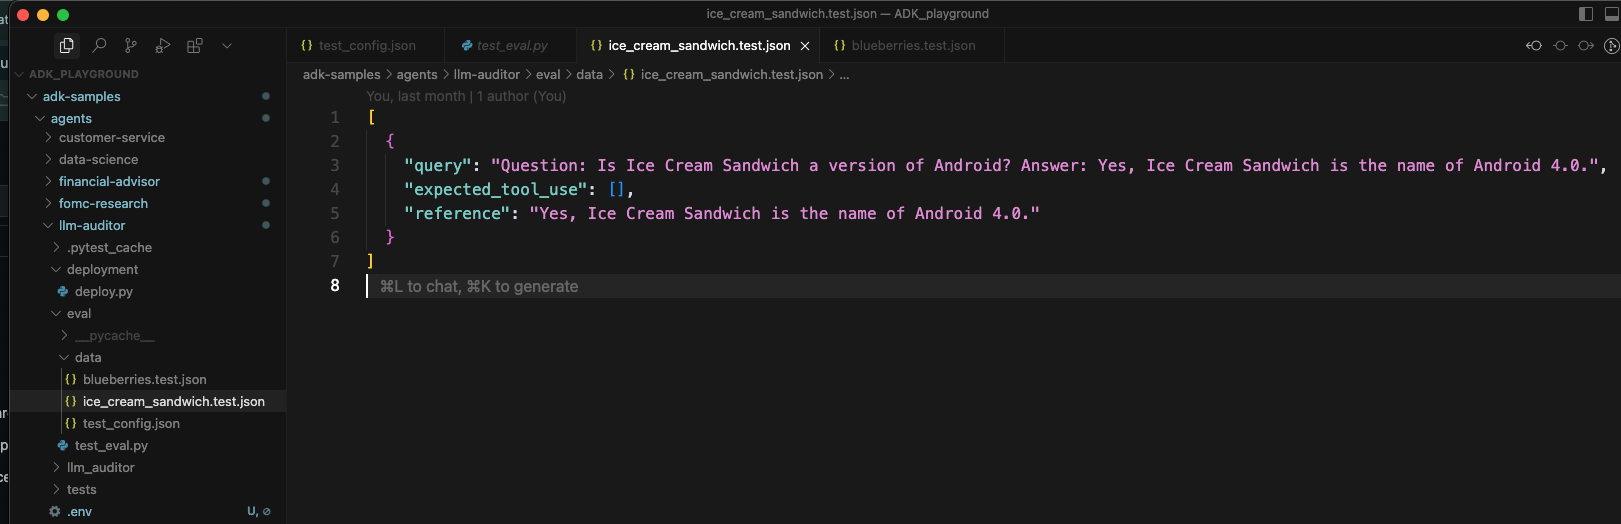 ice_cream_sandwich.test.json — ADK_playground
test_config.json
test_eval.py
ice_cream_sandwich.test.json
blueberries.test.json
ADK_PLAYGROUND
adk-samples
agents
customer-service
data-science
financial-advisor
fomc-research
llm-auditor
.pytest_cache
deployment
deploy.py
eval
__pycache__
data
blueberries.test.json
ice_cream_sandwich.test.json
test_config.json
test_eval.py
llm_auditor
tests
.env U,
adk-samples > agents > llm-auditor > eval > data > {} ice_cream_sandwich.test.json > ...
You, last month | 1 author (You)
1 [
2 {
3 "query": "Question: Is Ice Cream Sandwich a version of Android? Answer: Yes, Ice Cream Sandwich is the name of Android 4.0.",
4 "expected_tool_use": [],
5 "reference": "Yes, Ice Cream Sandwich is the name of Android 4.0."
6 }
7 ]
8 ⌘L to chat, ⌘K to generate